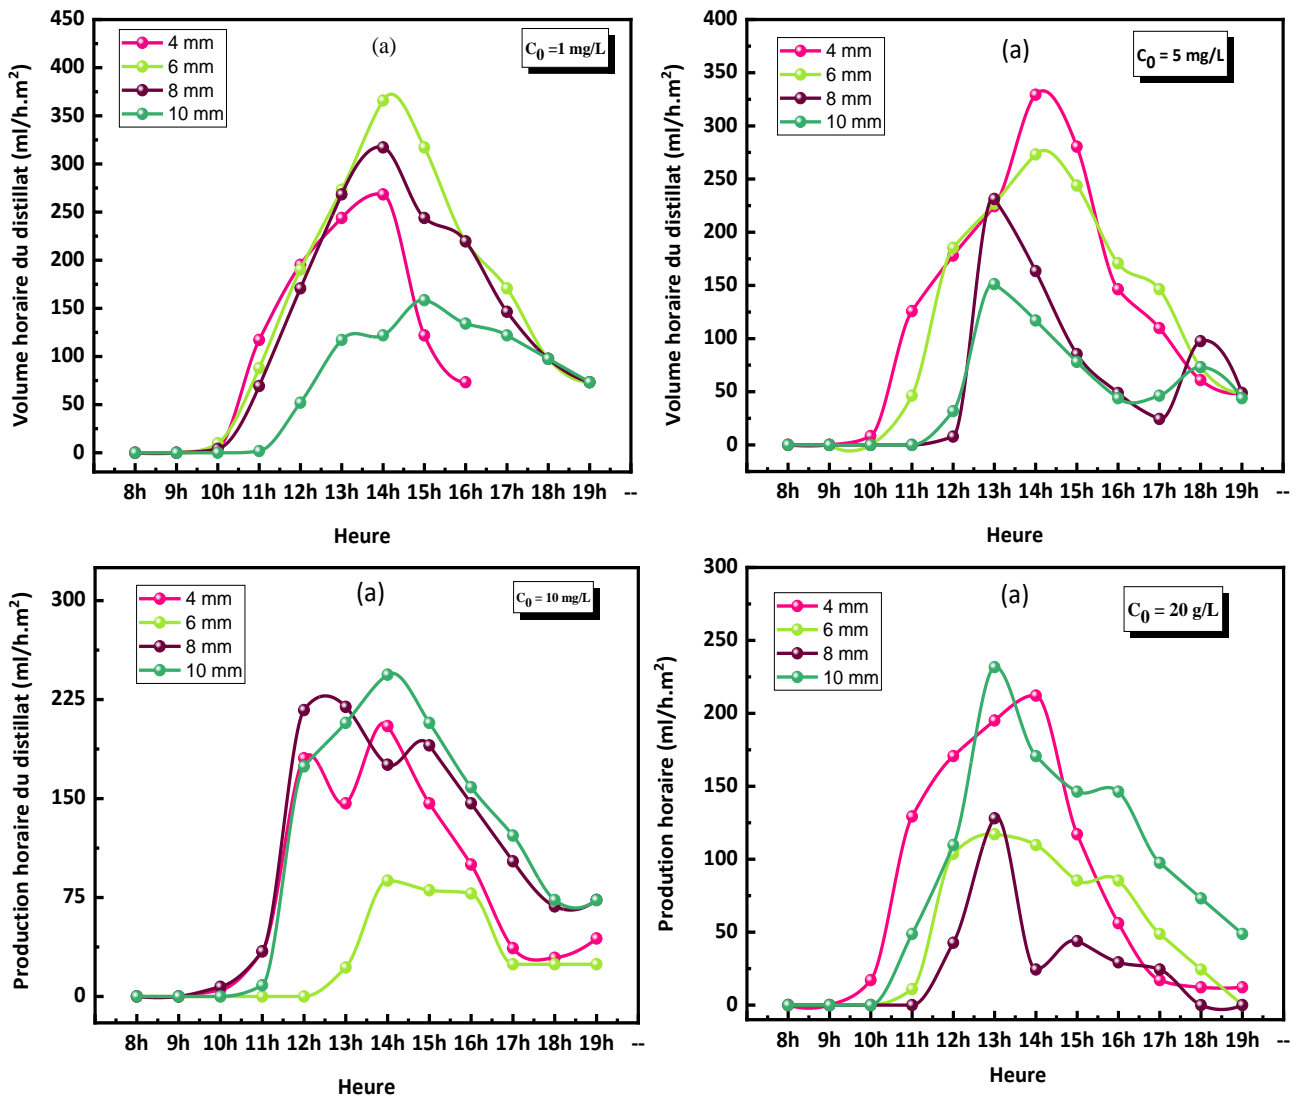 450
400
350
300
250
200
150
100
50
0
Volume horaire du distillat (ml/h.m²)
4 mm
6 mm
8 mm
10 mm
(a)
C0 =1 mg/L
8h 9h 10h 11h 12h 13h 14h 15h 16h 17h 18h 19h --
Heure
400
350
300
250
200
150
100
50
0
Volume horaire du distillat (ml/h.m²)
4 mm
6 mm
8 mm
10 mm
(a)
C0 = 5 mg/L
8h 9h 10h 11h 12h 13h 14h 15h 16h 17h 18h 19h --
Heure
300
225
150
75
0
Production horaire du distillat (ml/h.m²)
4 mm
6 mm
8 mm
10 mm
(a)
C0 = 10 mg/L
8h 9h 10h 11h 12h 13h 14h 15h 16h 17h 18h 19h --
Heure
300
250
200
150
100
50
0
Prodution horaire (ml/h.m²)
4 mm
6 mm
8 mm
10 mm
(a)
C0 = 20 g/L
8h 9h 10h 11h 12h 13h 14h 15h 16h 17h 18h 19h --
Heure